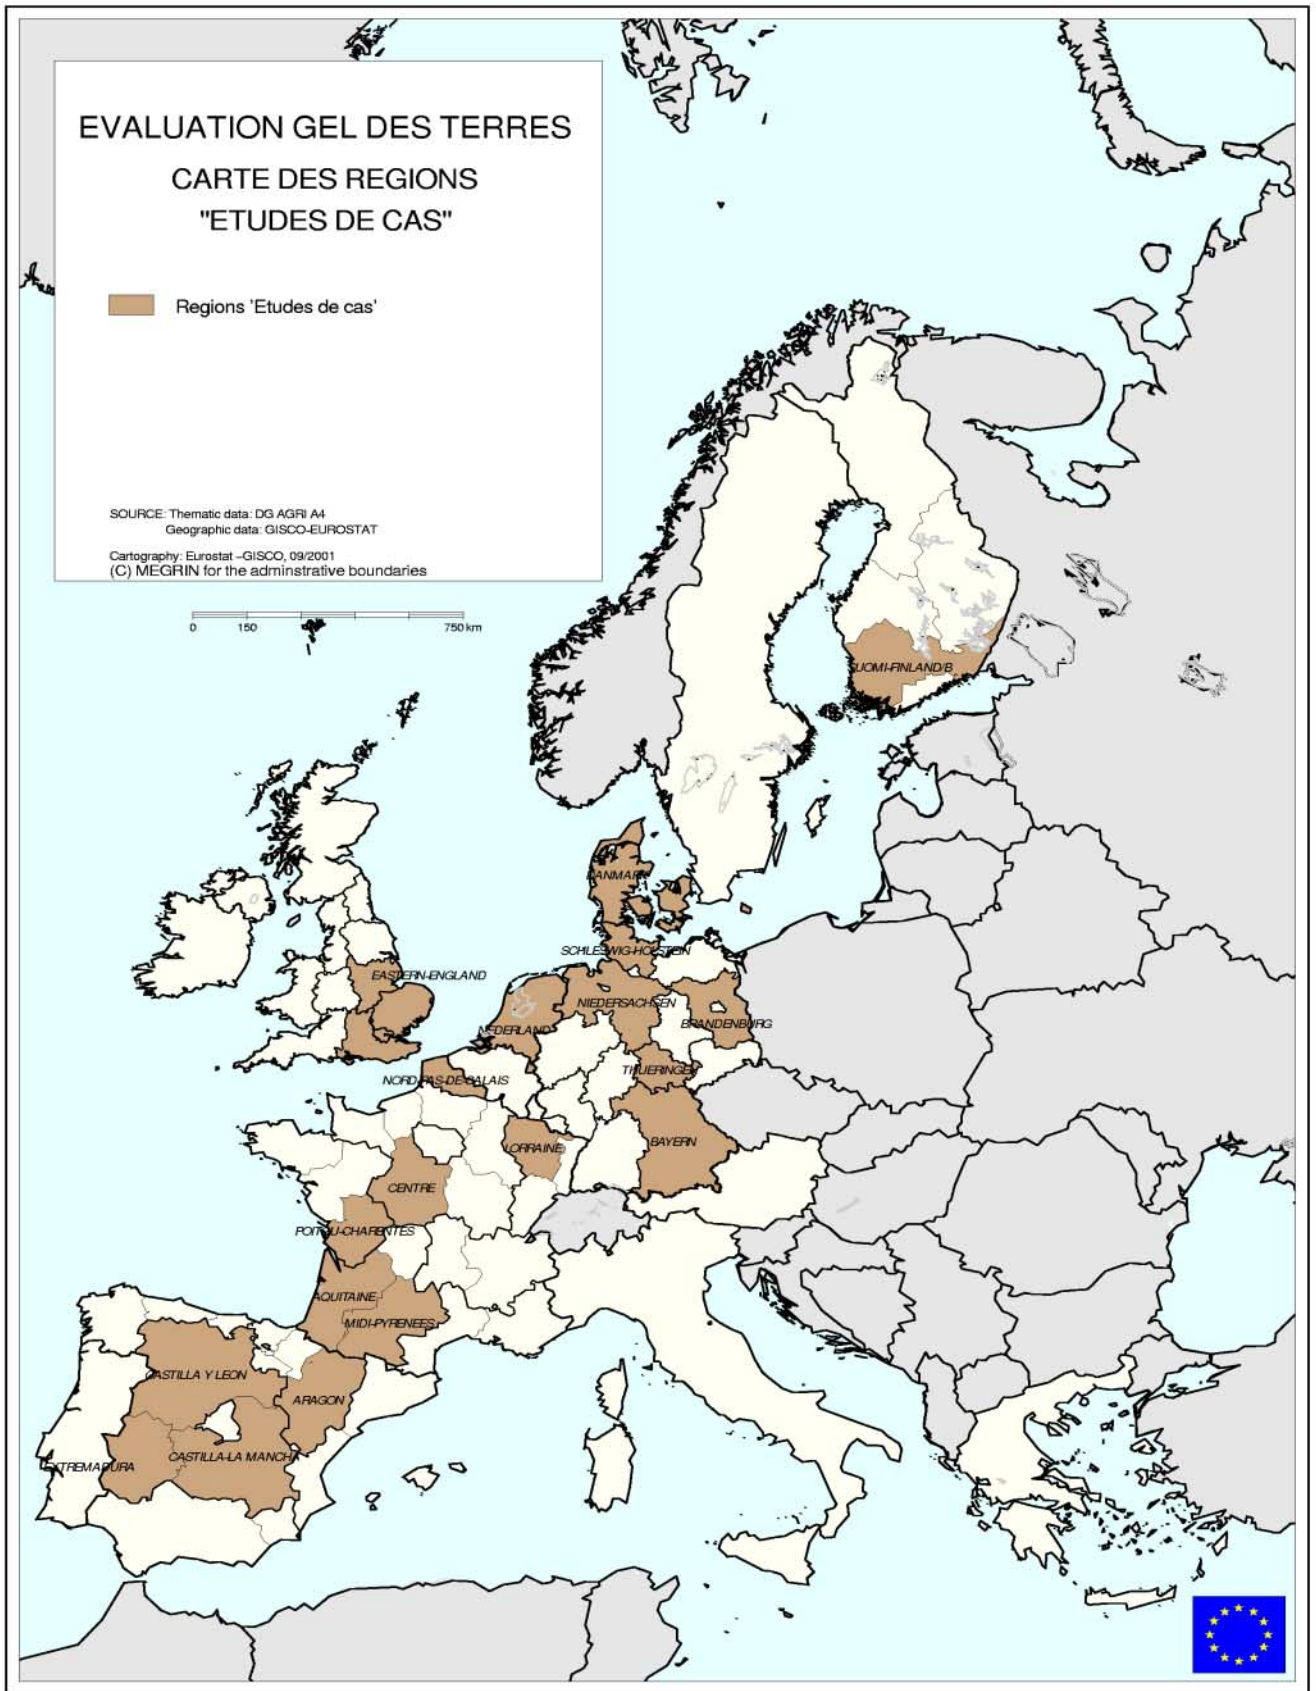 EVALUATION GEL DES TERRES
CARTE DES REGIONS
"ETUDES DE CAS"
Regions 'Etudes de cas'
SOURCE: Thematic data: DG AGRI A4
Geographic data: GISCO-EUROSTAT
Cartography: Eurostat -GISCO, 09/2001
(C) MEGRIN for the adminstrative boundaries
0 150 750 km
SUOMI-FINLAND/B
DANMARK
SCHLESWIG-HOLSTEIN
EASTERN-ENGLAND
NIEDERSACHSEN
BRANDENBURG
NEDERLAND
THUERINGEN
NORD-PAS-DE-CALAIS
BAYERN
LORRAINE
CENTRE
POITOU-CHARENTES
AQUITAINE
MIDI-PYRENEES
CASTILLA Y LEON
ARAGON
CASTILLA-LA MANCHA
EXTREMADURA